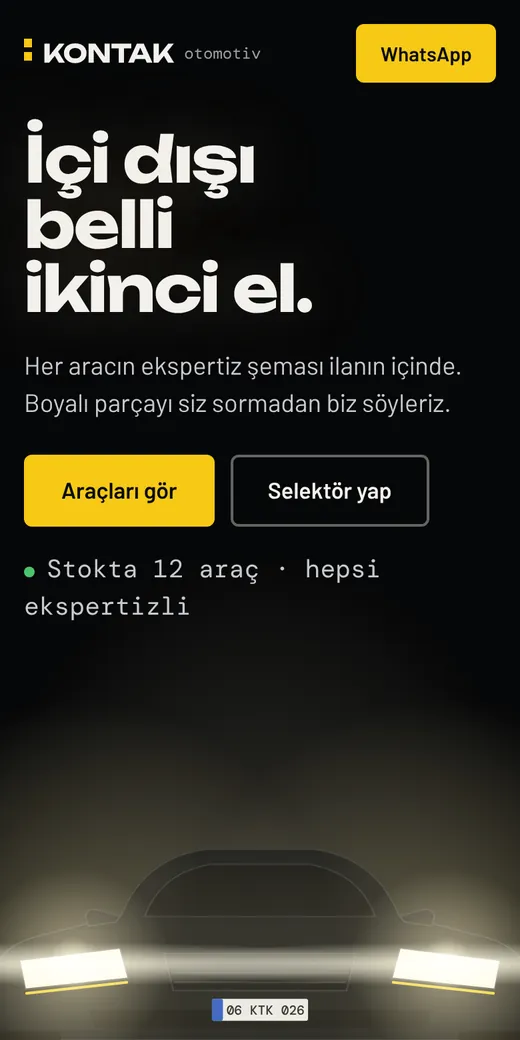 KONTAK otomotiv
WhatsApp
İçi dışı
belli
ikinci el.
Her aracın ekspertiz şeması ilanın içinde.
Boyalı parçayı siz sormadan biz söyleriz.
Araçları gör
Selektör yap
Stokta 12 araç · hepsi
ekspertizli
06 KTK 026